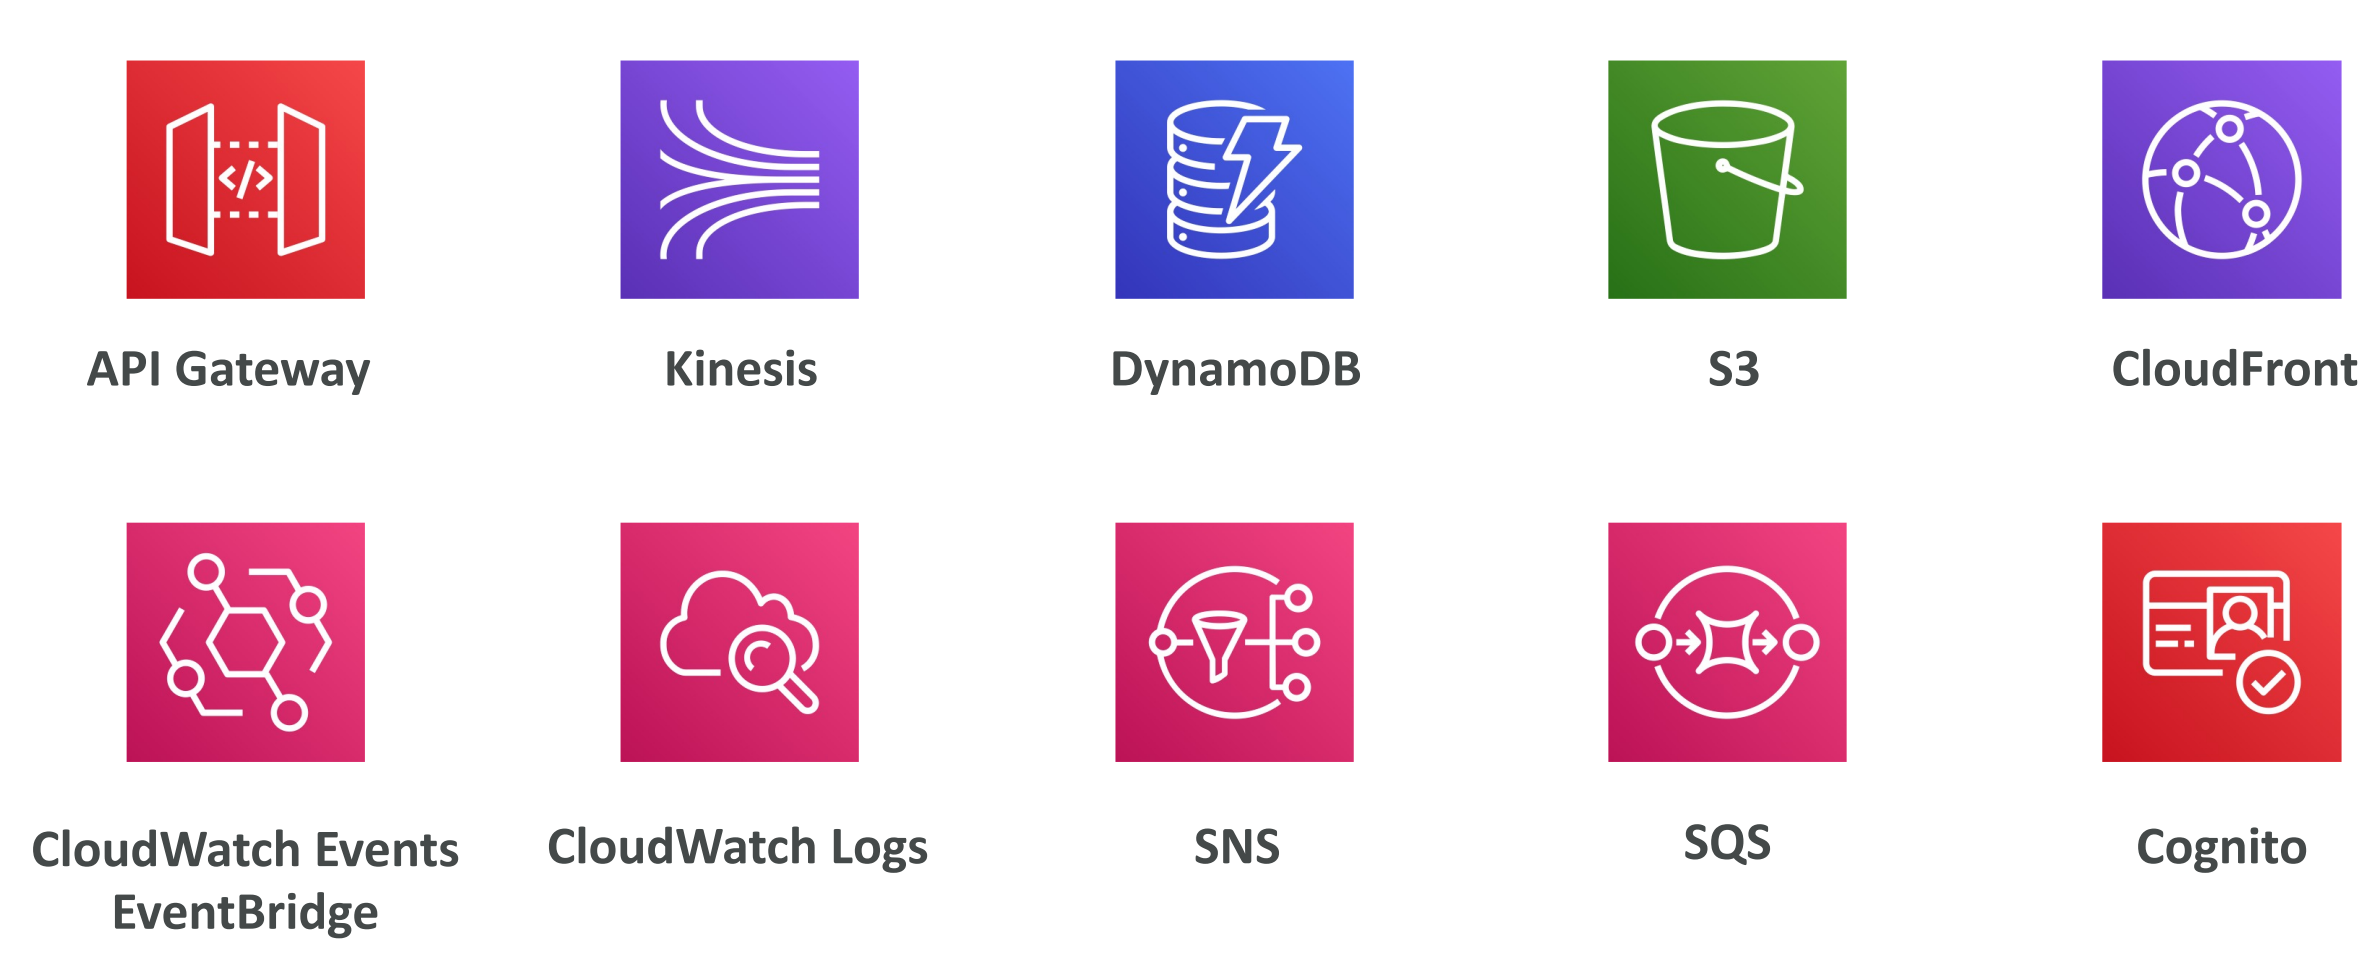 API Gateway
Kinesis
DynamoDB
S3
CloudFront
CloudWatch Events
EventBridge
CloudWatch Logs
SNS
SQS
Cognito